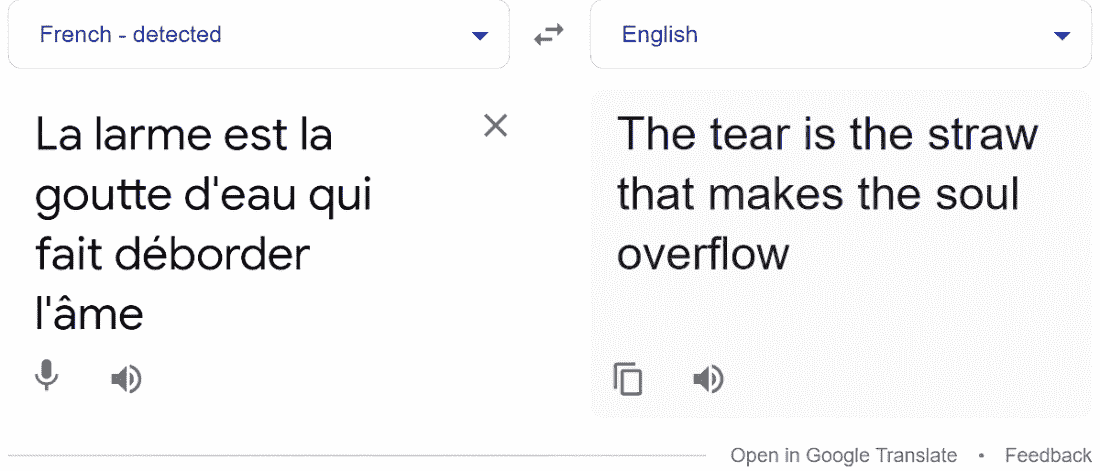 French - detected
English
La larme est la
goutte d'eau qui
fait déborder
l'âme
The tear is the straw
that makes the soul
overflow
Open in Google Translate • Feedback